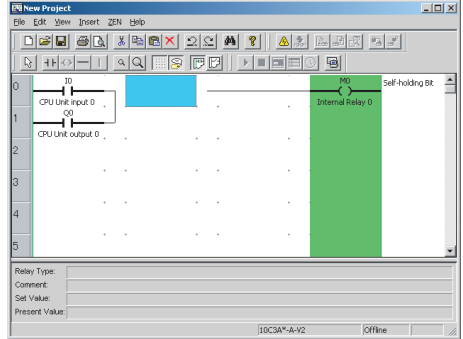 New Project
File Edit View Insert ZEN Help
0 I0 M0 Self-holding Bit
CPU Unit input 0 Internal Relay 0
1 Q0
CPU Unit output 0
2
3
4
5
Relay Type:
Comment:
Set Value:
Present Value:
10C3A*-A-V2 Offline